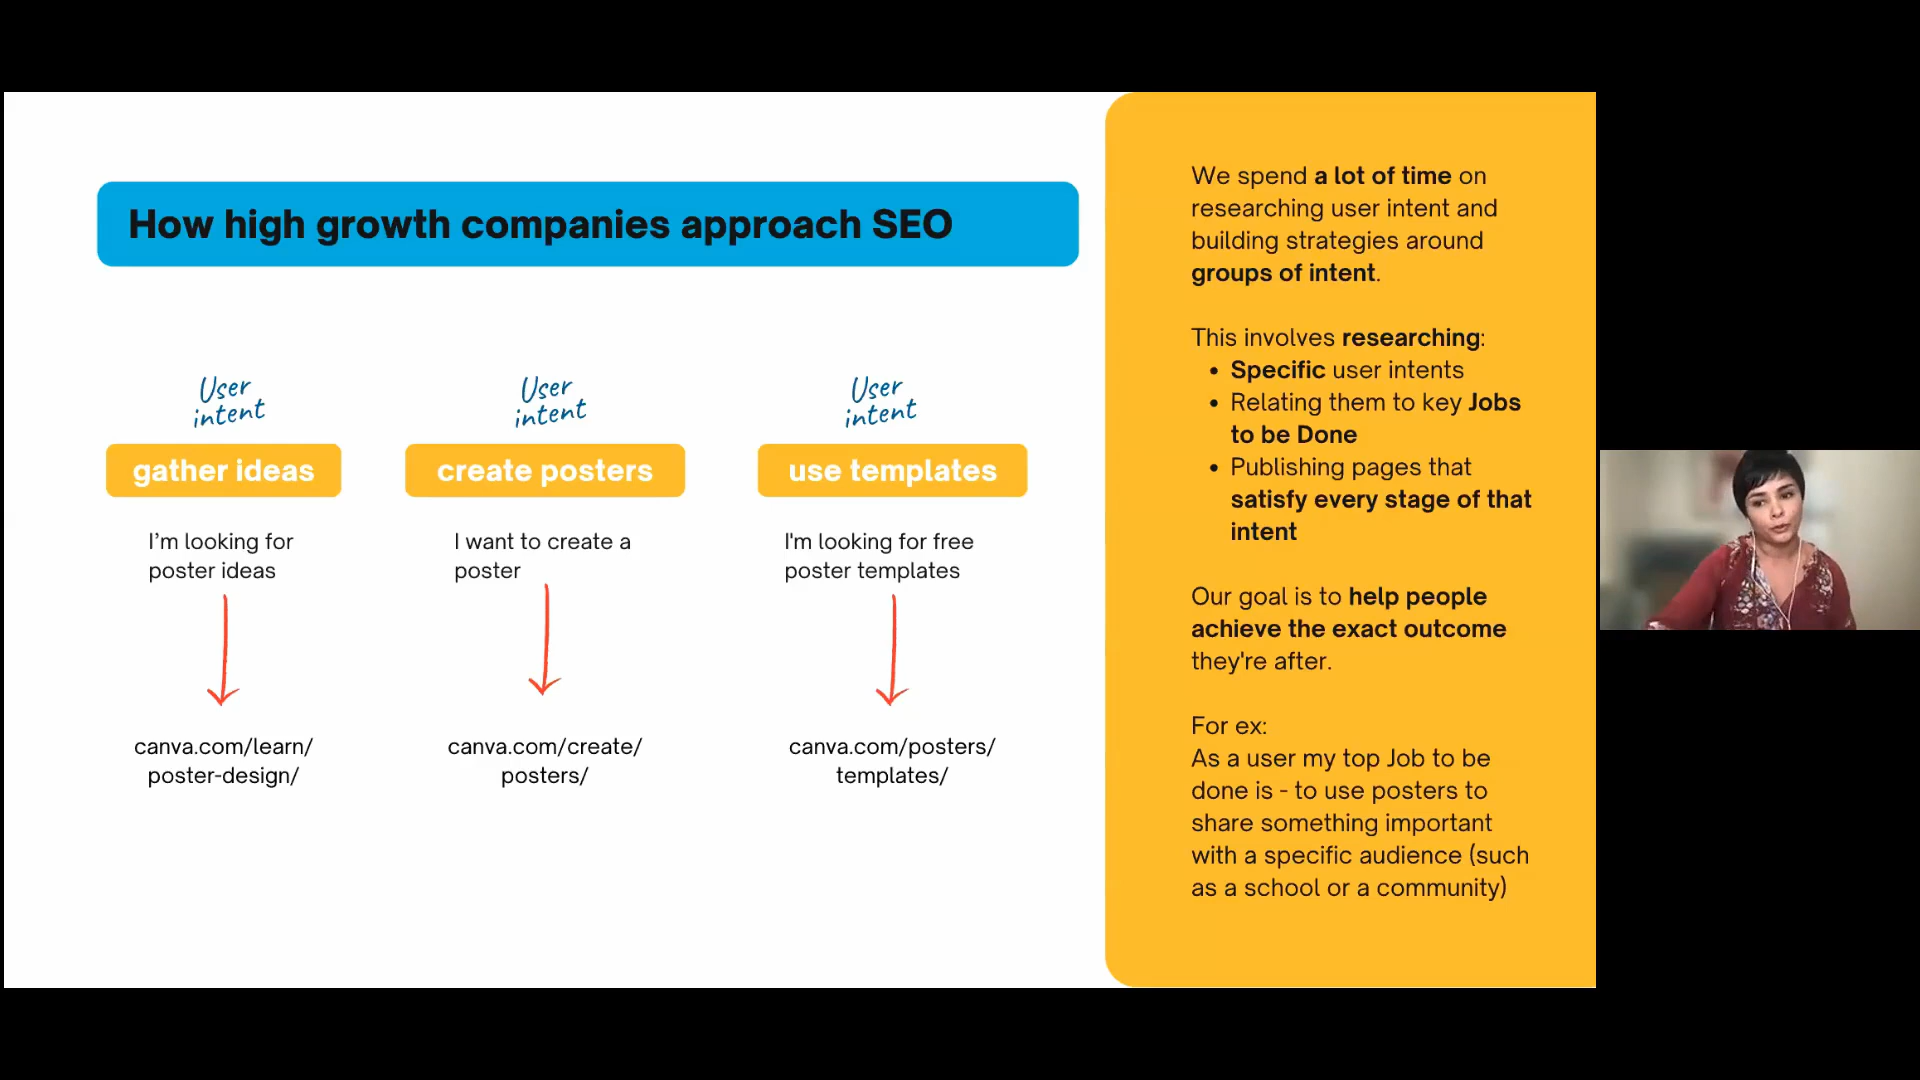 How high growth companies approach SEO
User
intent
gather ideas
I’m looking for
poster ideas
canva.com/learn/
poster-design/
User
intent
create posters
I want to create a
poster
canva.com/create/
posters/
User
intent
use templates
I'm looking for free
poster templates
canva.com/posters/
templates/
We spend a lot of time on
researching user intent and
building strategies around
groups of intent.
This involves researching:
• Specific user intents
• Relating them to key Jobs
to be Done
• Publishing pages that
satisfy every stage of that
intent
Our goal is to help people
achieve the exact outcome
they're after.
For ex:
As a user my top Job to be
done is - to use posters to
share something important
with a specific audience (such
as a school or a community)